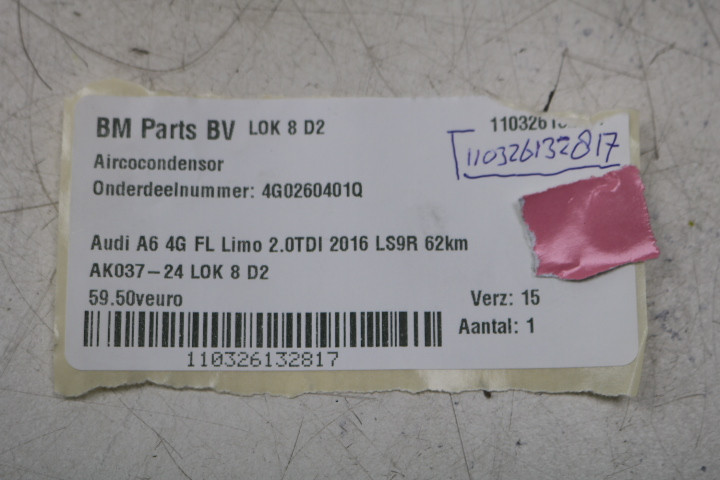 BM Parts BV LOK 8 D2
110326132817
Aircocondensor
Onderdeelnummer: 4G0260401Q
Audi A6 4G FL Limo 2.0TDI 2016 LS9R 62km
AK037-24 LOK 8 D2
59.50veuro
Verz: 15
Aantal: 1
110326132817